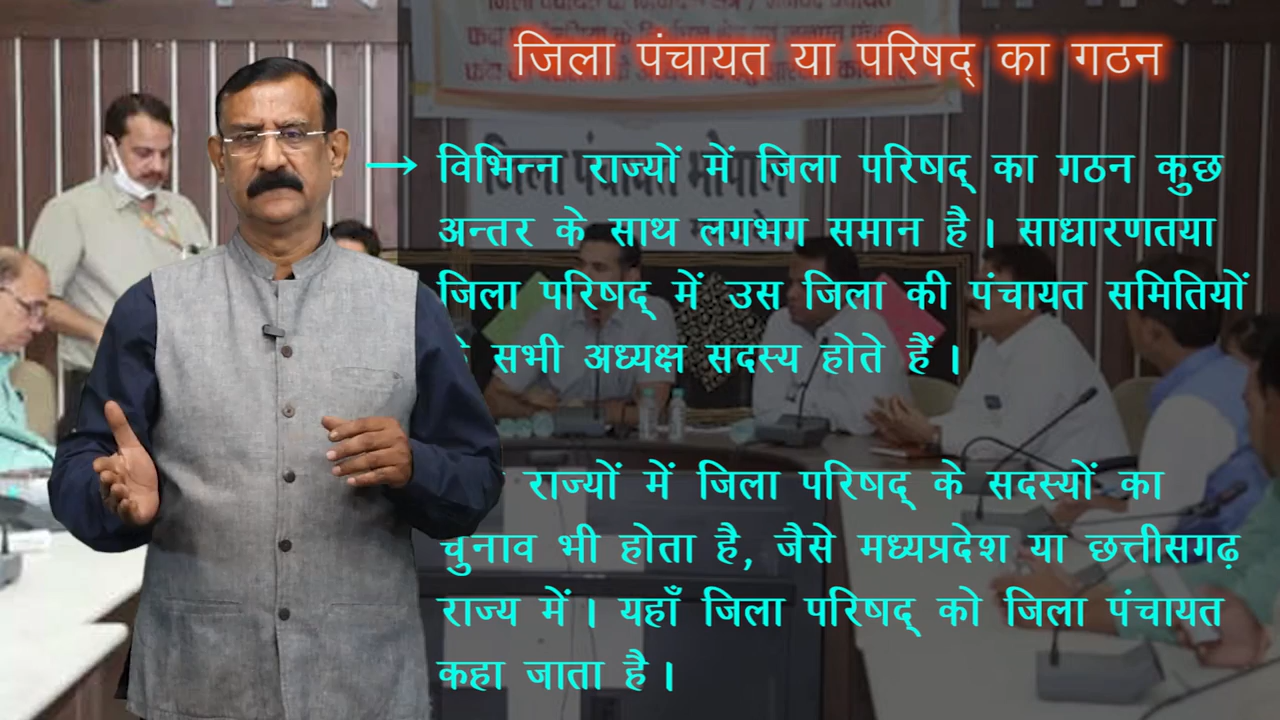 जिला पंचायत या परिषद् का गठन
→ विभिन्न राज्यों में जिला परिषद् का गठन कुछ
अन्तर के साथ लगभग समान है। साधारणतया
जिला परिषद् में उस जिला की पंचायत समितियों
सभी अध्यक्ष सदस्य होते हैं।
राज्यों में जिला परिषद् के सदस्यों का
चुनाव भी होता है, जैसे मध्यप्रदेश या छत्तीसगढ़
राज्य में। यहाँ जिला परिषद् को जिला पंचायत
कहा जाता है।
जिला पंचायत भोपाल